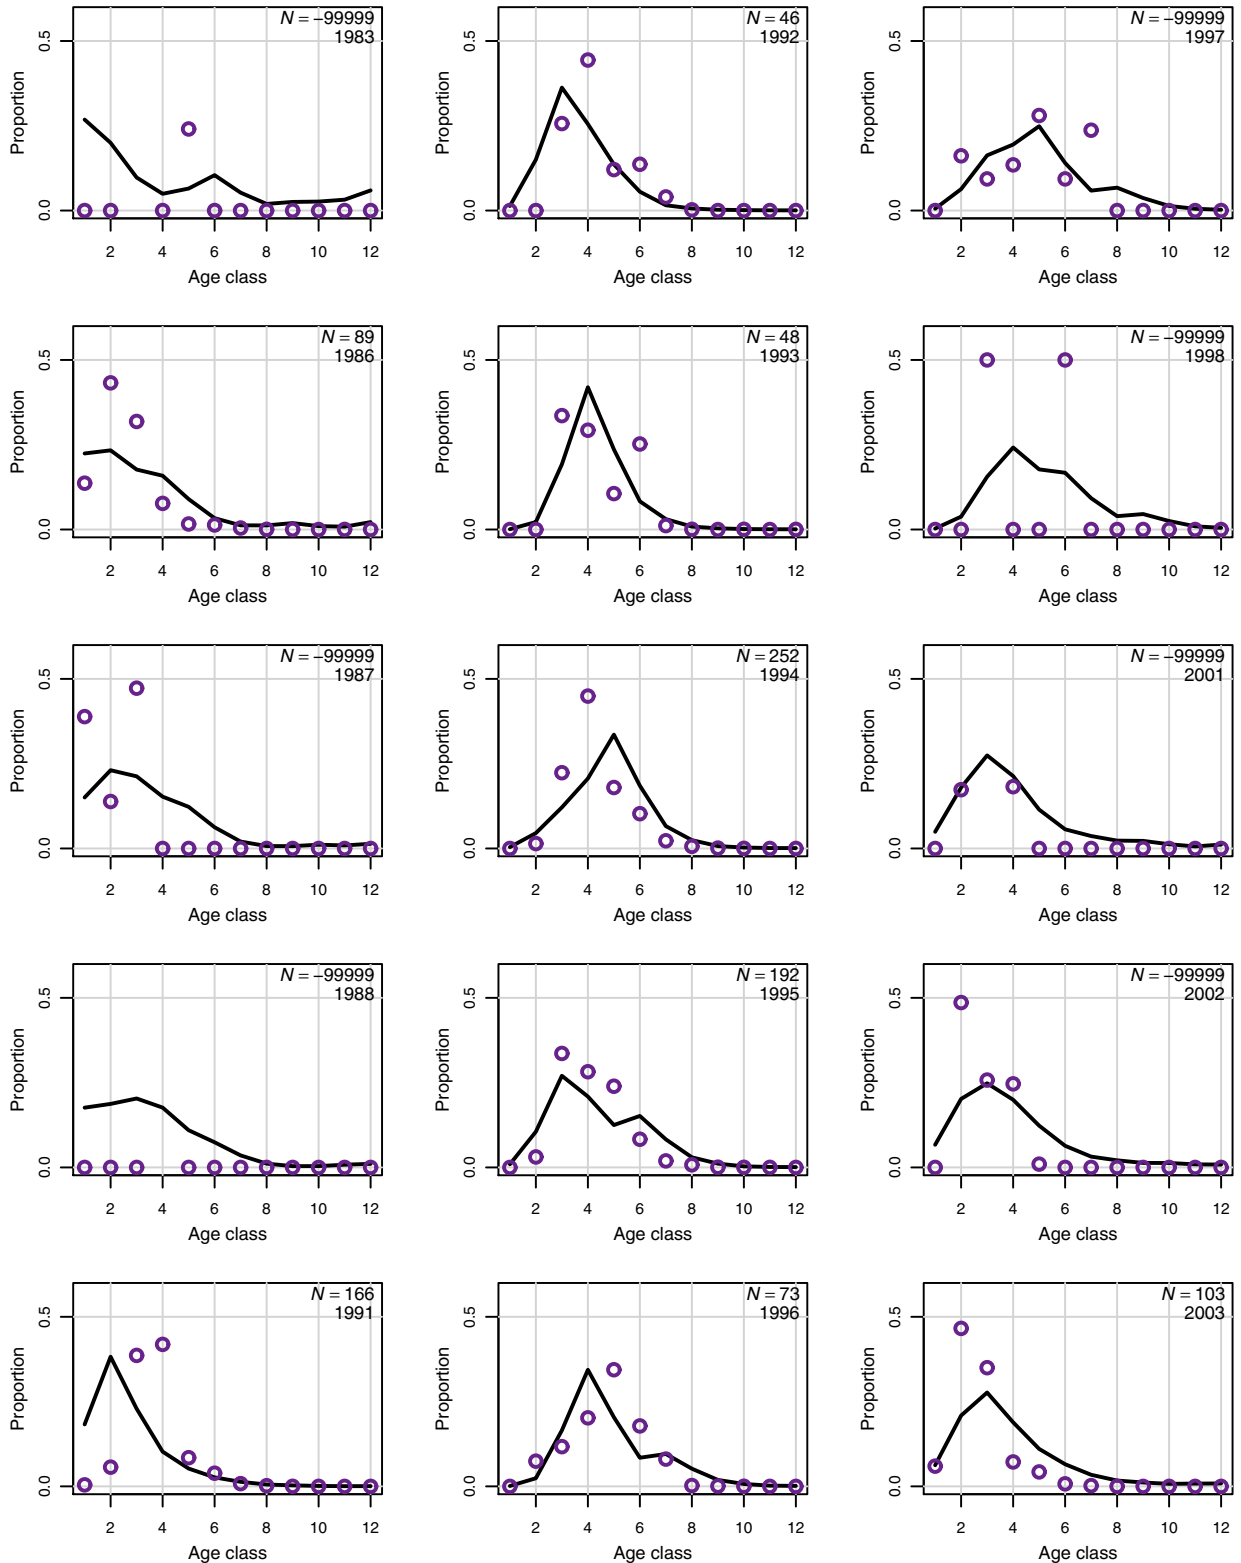 N = −99999
1983
0.5
0.0
Proportion
2 4 6 8 10 12
Age class
N = 46
1992
0.5
0.0
Proportion
2 4 6 8 10 12
Age class
N = −99999
1997
0.5
0.0
Proportion
2 4 6 8 10 12
Age class
N = 89
1986
0.5
0.0
Proportion
2 4 6 8 10 12
Age class
N = 48
1993
0.5
0.0
Proportion
2 4 6 8 10 12
Age class
N = −99999
1998
0.5
0.0
Proportion
2 4 6 8 10 12
Age class
N = −99999
1987
0.5
0.0
Proportion
2 4 6 8 10 12
Age class
N = 252
1994
0.5
0.0
Proportion
2 4 6 8 10 12
Age class
N = −99999
2001
0.5
0.0
Proportion
2 4 6 8 10 12
Age class
N = −99999
1988
0.5
0.0
Proportion
2 4 6 8 10 12
Age class
N = 192
1995
0.5
0.0
Proportion
2 4 6 8 10 12
Age class
N = −99999
2002
0.5
0.0
Proportion
2 4 6 8 10 12
Age class
N = 166
1991
0.5
0.0
Proportion
2 4 6 8 10 12
Age class
N = 73
1996
0.5
0.0
Proportion
2 4 6 8 10 12
Age class
N = 103
2003
0.5
0.0
Proportion
2 4 6 8 10 12
Age class